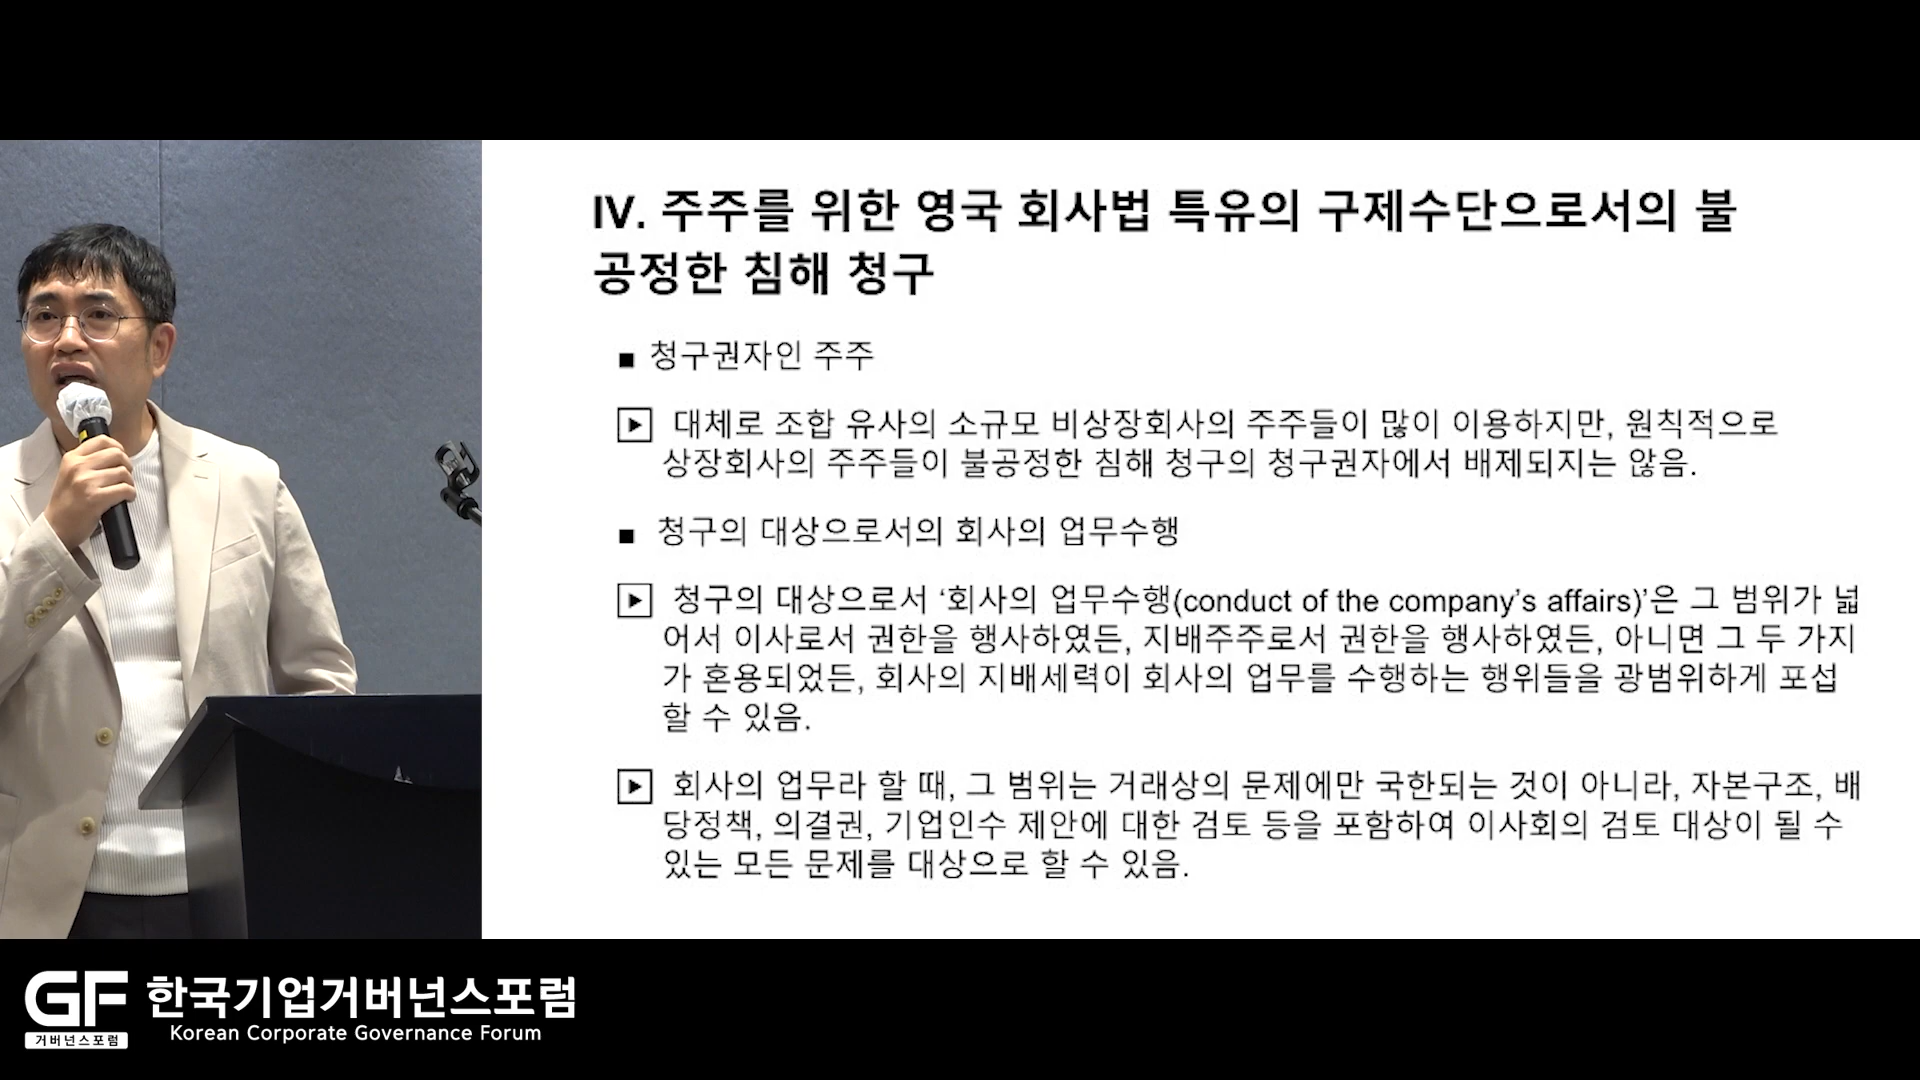 IV. 주주를 위한 영국 회사법 특유의 구제수단으로서의 불
공정한 침해 청구
■ 청구권자인 주주
▶ 대체로 조합 유사의 소규모 비상장회사의 주주들이 많이 이용하지만, 원칙적으로
상장회사의 주주들이 불공정한 침해 청구의 청구권자에서 배제되지는 않음.
■ 청구의 대상으로서의 회사의 업무수행
▶ 청구의 대상으로서 ‘회사의 업무수행(conduct of the company’s affairs)’은 그 범위가 넓
어서 이사로서 권한을 행사하였든, 지배주주로서 권한을 행사하였든, 아니면 그 두 가지
가 혼용되었든, 회사의 지배세력이 회사의 업무를 수행하는 행위들을 광범위하게 포섭
할 수 있음.
▶ 회사의 업무라 할 때, 그 범위는 거래상의 문제에만 국한되는 것이 아니라, 자본구조, 배
당정책, 의결권, 기업인수 제안에 대한 검토 등을 포함하여 이사회의 검토 대상이 될 수
있는 모든 문제를 대상으로 할 수 있음.
GF
거버넌스포럼
한국기업거버넌스포럼
Korean Corporate Governance Forum